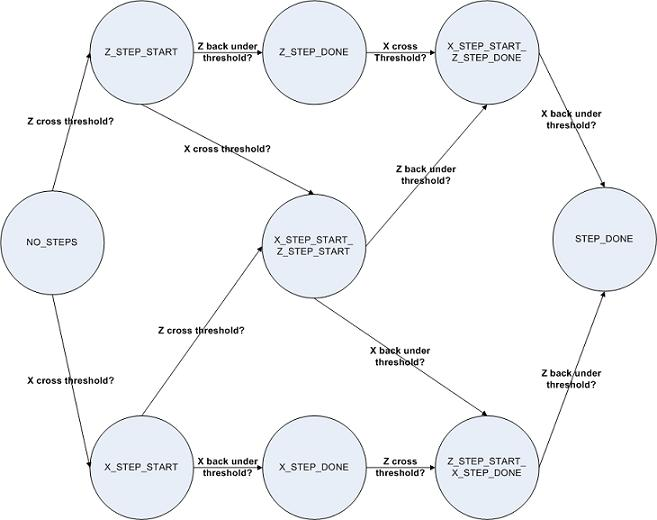 Z_STEP_START
Z back under
threshold?
Z_STEP_DONE
X cross
Threshold?
X_STEP_START_
Z_STEP_DONE
Z cross threshold?
X cross threshold?
X back under
threshold?
Z back under
threshold?
NO_STEPS
X_STEP_START_
Z_STEP_START
STEP_DONE
Z cross threshold?
X back under
threshold?
X cross threshold?
Z back under
threshold?
X_STEP_START
X back under
threshold?
X_STEP_DONE
Z cross
threshold?
Z_STEP_START_
X_STEP_DONE